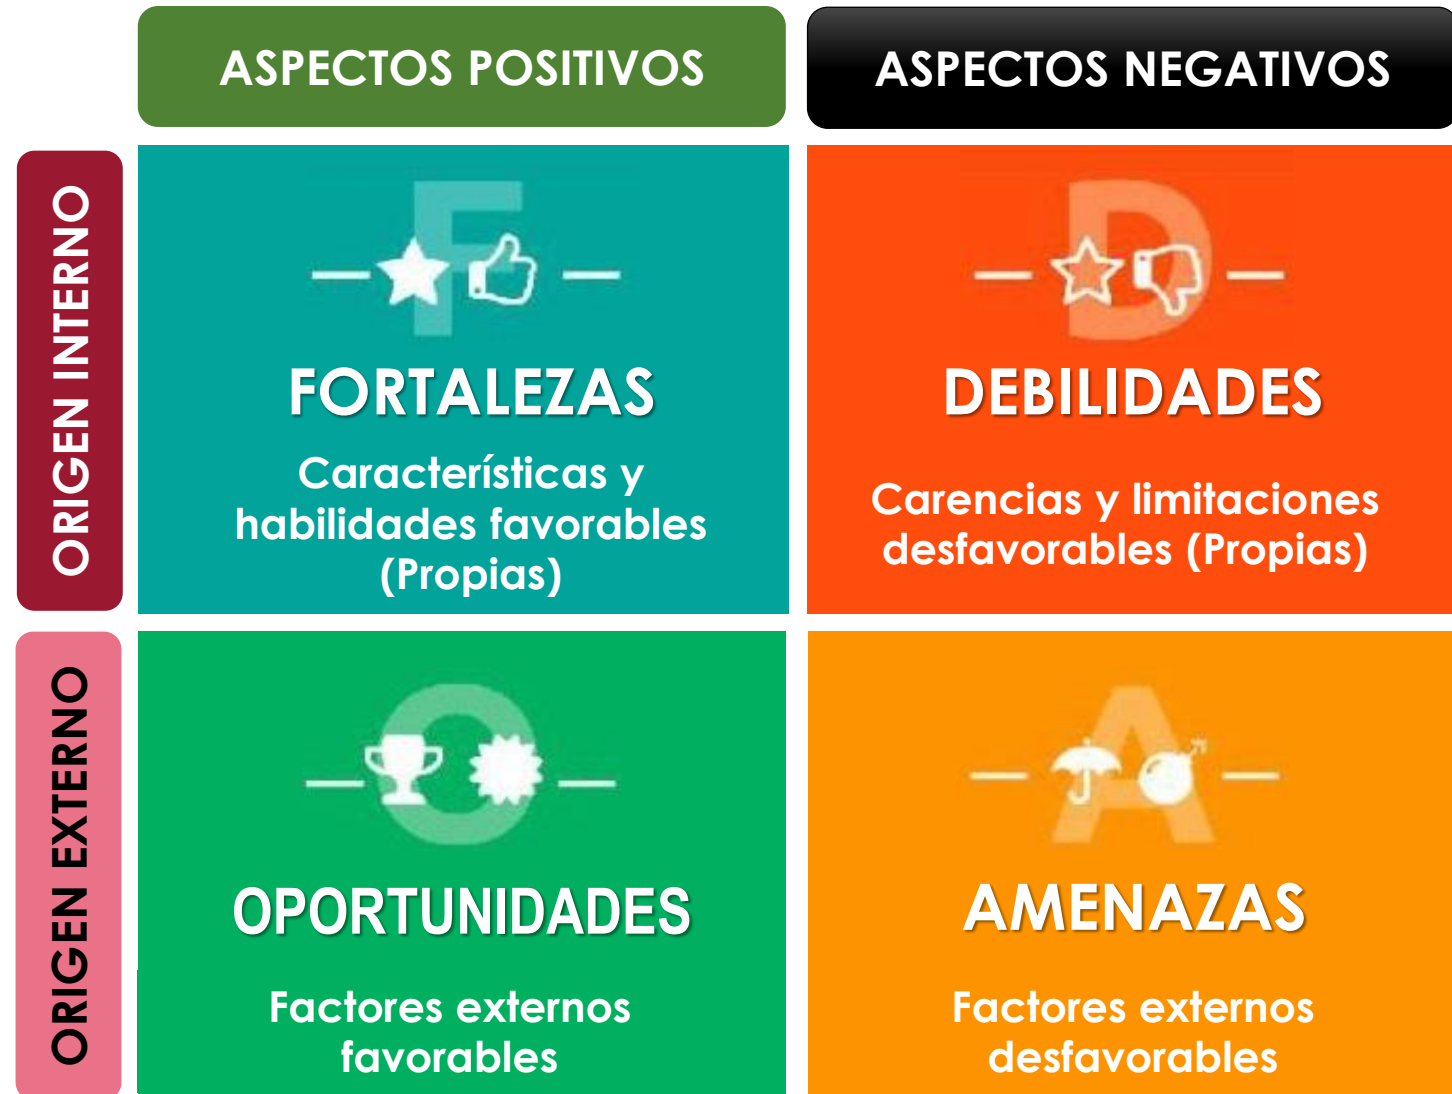 ASPECTOS POSITIVOS
ASPECTOS NEGATIVOS
ORIGEN INTERNO
F
FORTALEZAS
Características y
habilidades favorables
(Propias)
D
DEBILIDADES
Carencias y limitaciones
desfavorables (Propias)
ORIGEN EXTERNO
O
OPORTUNIDADES
Factores externos
favorables
A
AMENAZAS
Factores externos
desfavorables